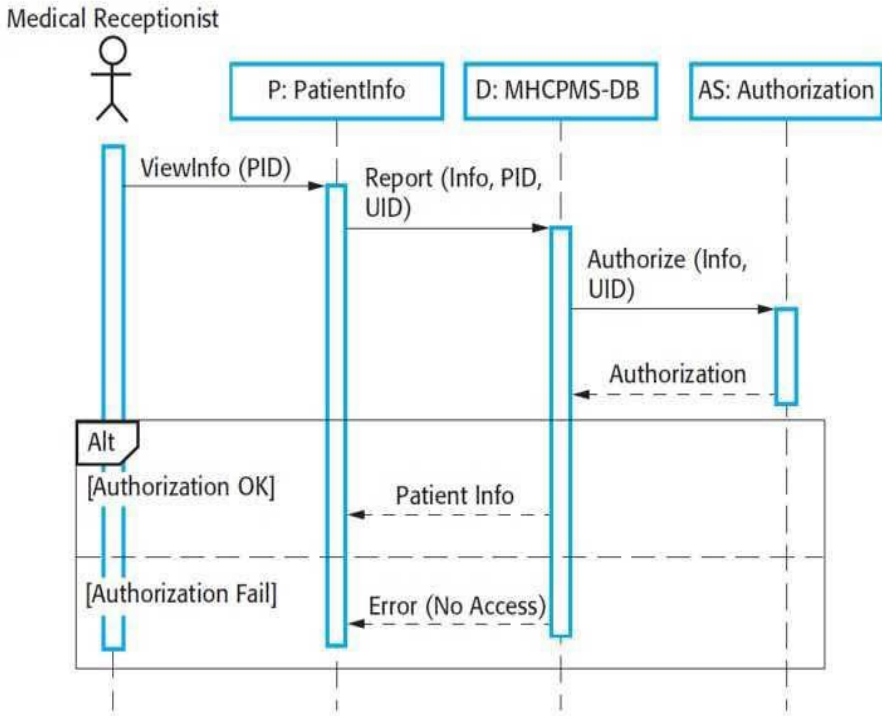 Medical Receptionist
P: PatientInfo
D: MHCPMS-DB
AS: Authorization
ViewInfo (PID)
Report (Info, PID,
UID)
Authorize (Info,
UID)
Authorization
Alt
[Authorization OK]
Patient Info
[Authorization Fail]
Error (No Access)